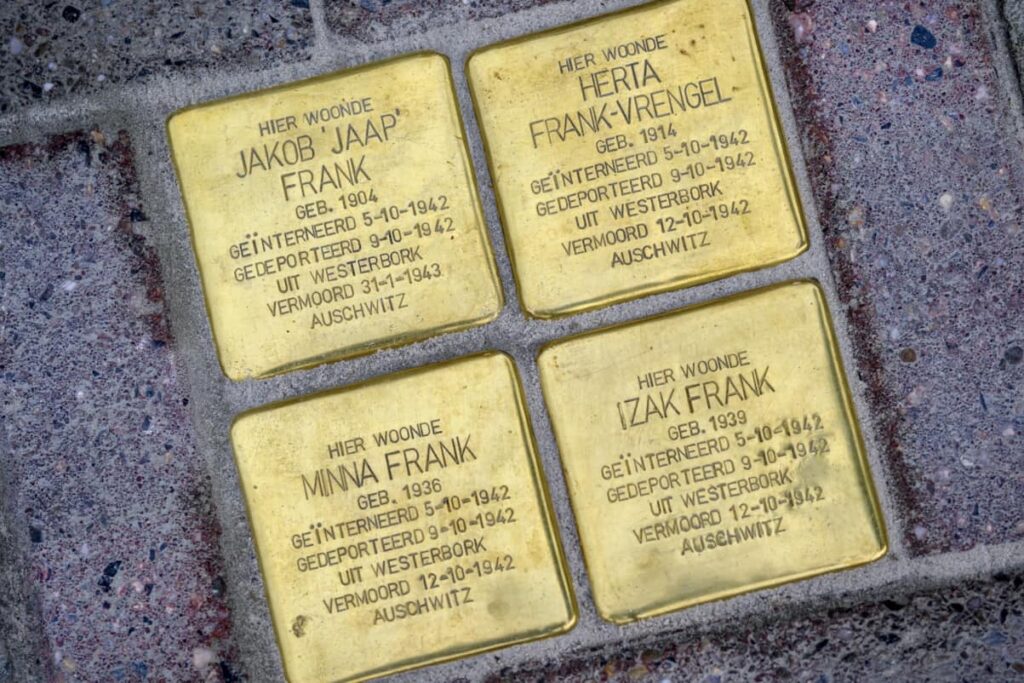 HIER WOONDE
JAKOB 'JAAP'
FRANK
GEB. 1904
GEÏNTERNEERD 5-10-1942
GEDEPORTEERD 9-10-1942
UIT WESTERBORK
VERMOORD 31-1-1943
AUSCHWITZ
HIER WOONDE
HERTA
FRANK-VRENGEL
GEB. 1914
GEÏNTERNEERD 5-10-1942
GEDEPORTEERD 9-10-1942
UIT WESTERBORK
VERMOORD 12-10-1942
AUSCHWITZ
HIER WOONDE
MINNA FRANK
GEB. 1936
GEÏNTERNEERD 5-10-1942
GEDEPORTEERD 9-10-1942
UIT WESTERBORK
VERMOORD 12-10-1942
AUSCHWITZ
HIER WOONDE
IZAK FRANK
GEB. 1939
GEÏNTERNEERD 5-10-1942
GEDEPORTEERD 9-10-1942
UIT WESTERBORK
VERMOORD 12-10-1942
AUSCHWITZ